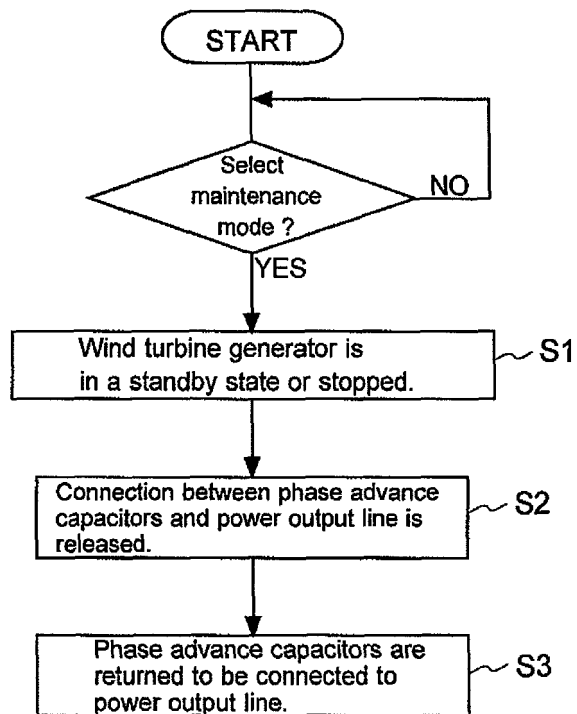 START
Select
maintenance
mode ?
NO
YES
Wind turbine generator is
in a standby state or stopped.
S1
Connection between phase advance
capacitors and power output line is
released.
S2
Phase advance capacitors are
returned to be connected to
power output line.
S3